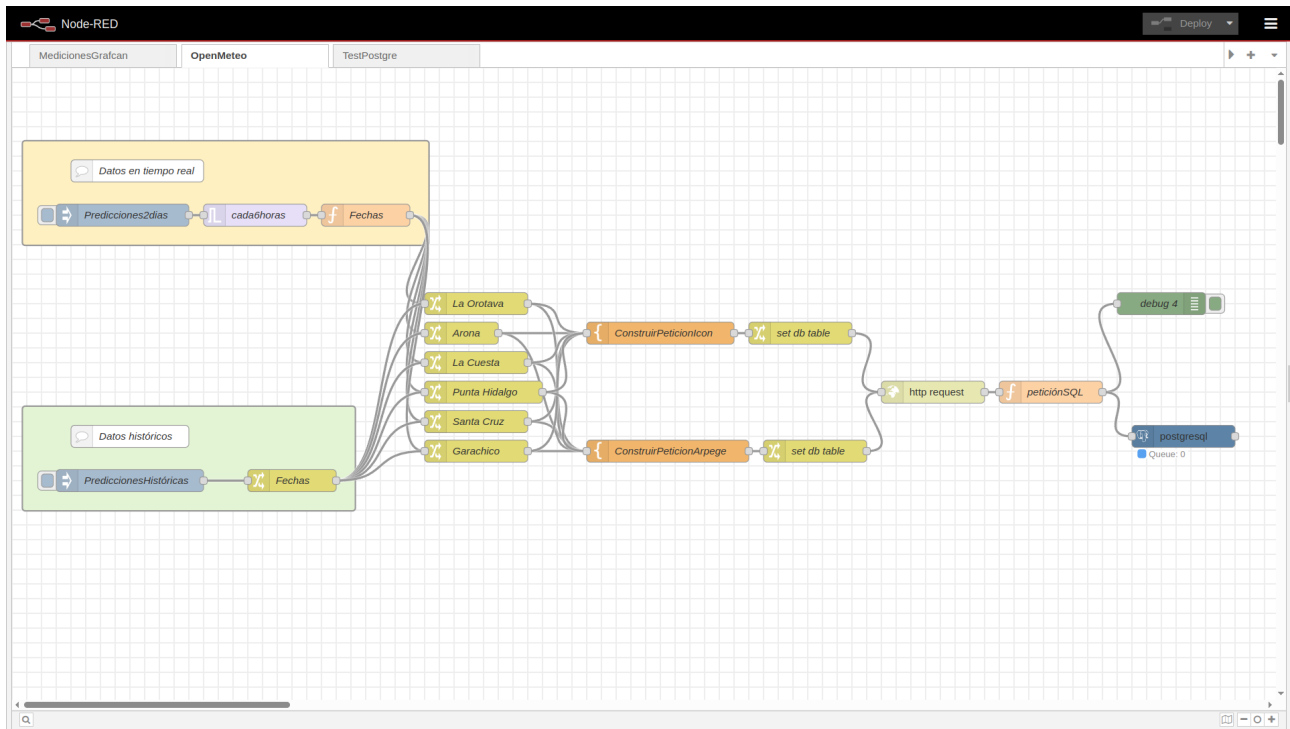 Node-RED
Deploy
MedicionesGrafcan
OpenMeteo
TestPostgre
Datos en tiempo real
Predicciones2dias
cada6horas
Fechas
La Orotava
debug 4
Arona
ConstruirPeticionIcon
set db table
La Cuesta
Punta Hidalgo
http request
peticiónSQL
Santa Cruz
Datos históricos
postgresql
Garachico
ConstruirPeticionArpege
set db table
Queue: 0
PrediccionesHistóricas
Fechas